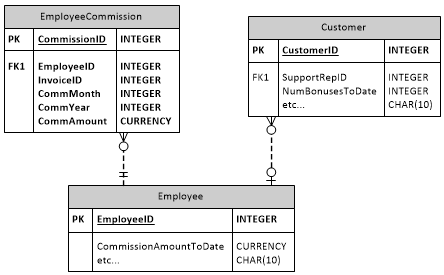 EmployeeCommission
PK CommissionID INTEGER
FK1 EmployeeID INTEGER
InvoiceID INTEGER
CommMonth INTEGER
CommYear INTEGER
CommAmount CURRENCY
Customer
PK CustomerID INTEGER
FK1 SupportRepID INTEGER
NumBonusesToDate INTEGER
etc... CHAR(10)
Employee
PK EmployeeID INTEGER
CommissionAmountToDate CURRENCY
etc... CHAR(10)